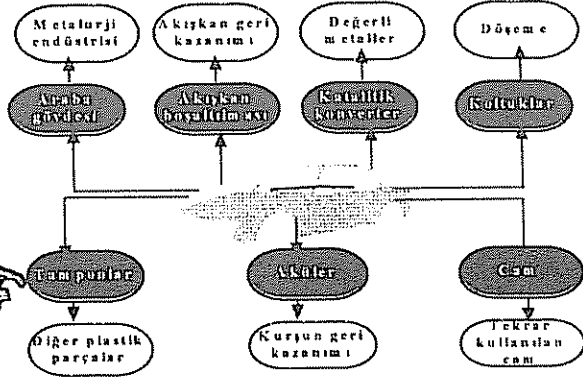 Metalurji
endüstrisi
Akışkan geri
kazanımı
Değerli
metaller
Döşeme
Araba
gövdesi
Akışkan
boşaltımı
Katalitik
konverter
Koltuklar
Tamponlar
Aküler
Cam
Diğer plastik
parçalar
Kurşun geri
kazanımı
Tekrar
kullanılan
cam